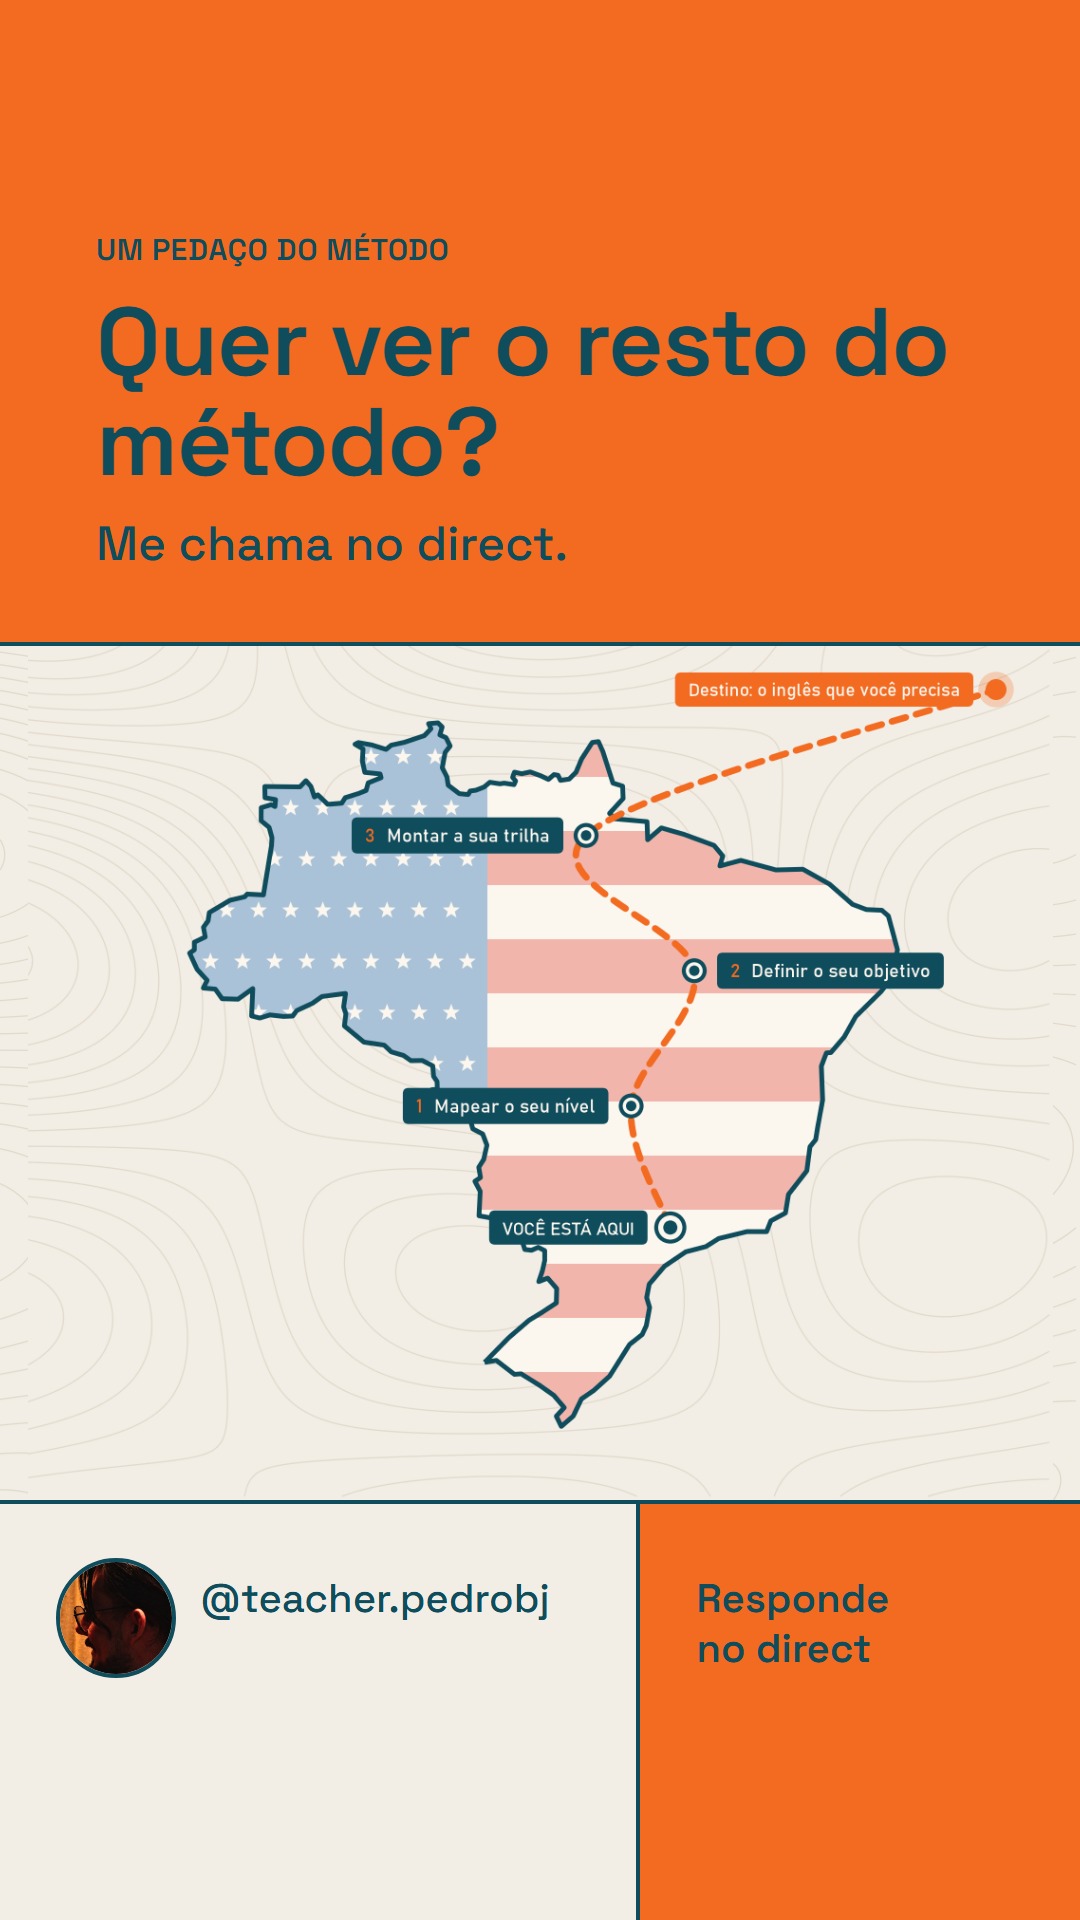 UM PEDAÇO DO MÉTODO
Quer ver o resto do
método?
Me chama no direct.
Destino: o inglês que você precisa
3 Montar a sua trilha
2 Definir o seu objetivo
1 Mapear o seu nível
VOCÊ ESTÁ AQUI
@teacher.pedrobj
Responde
no direct